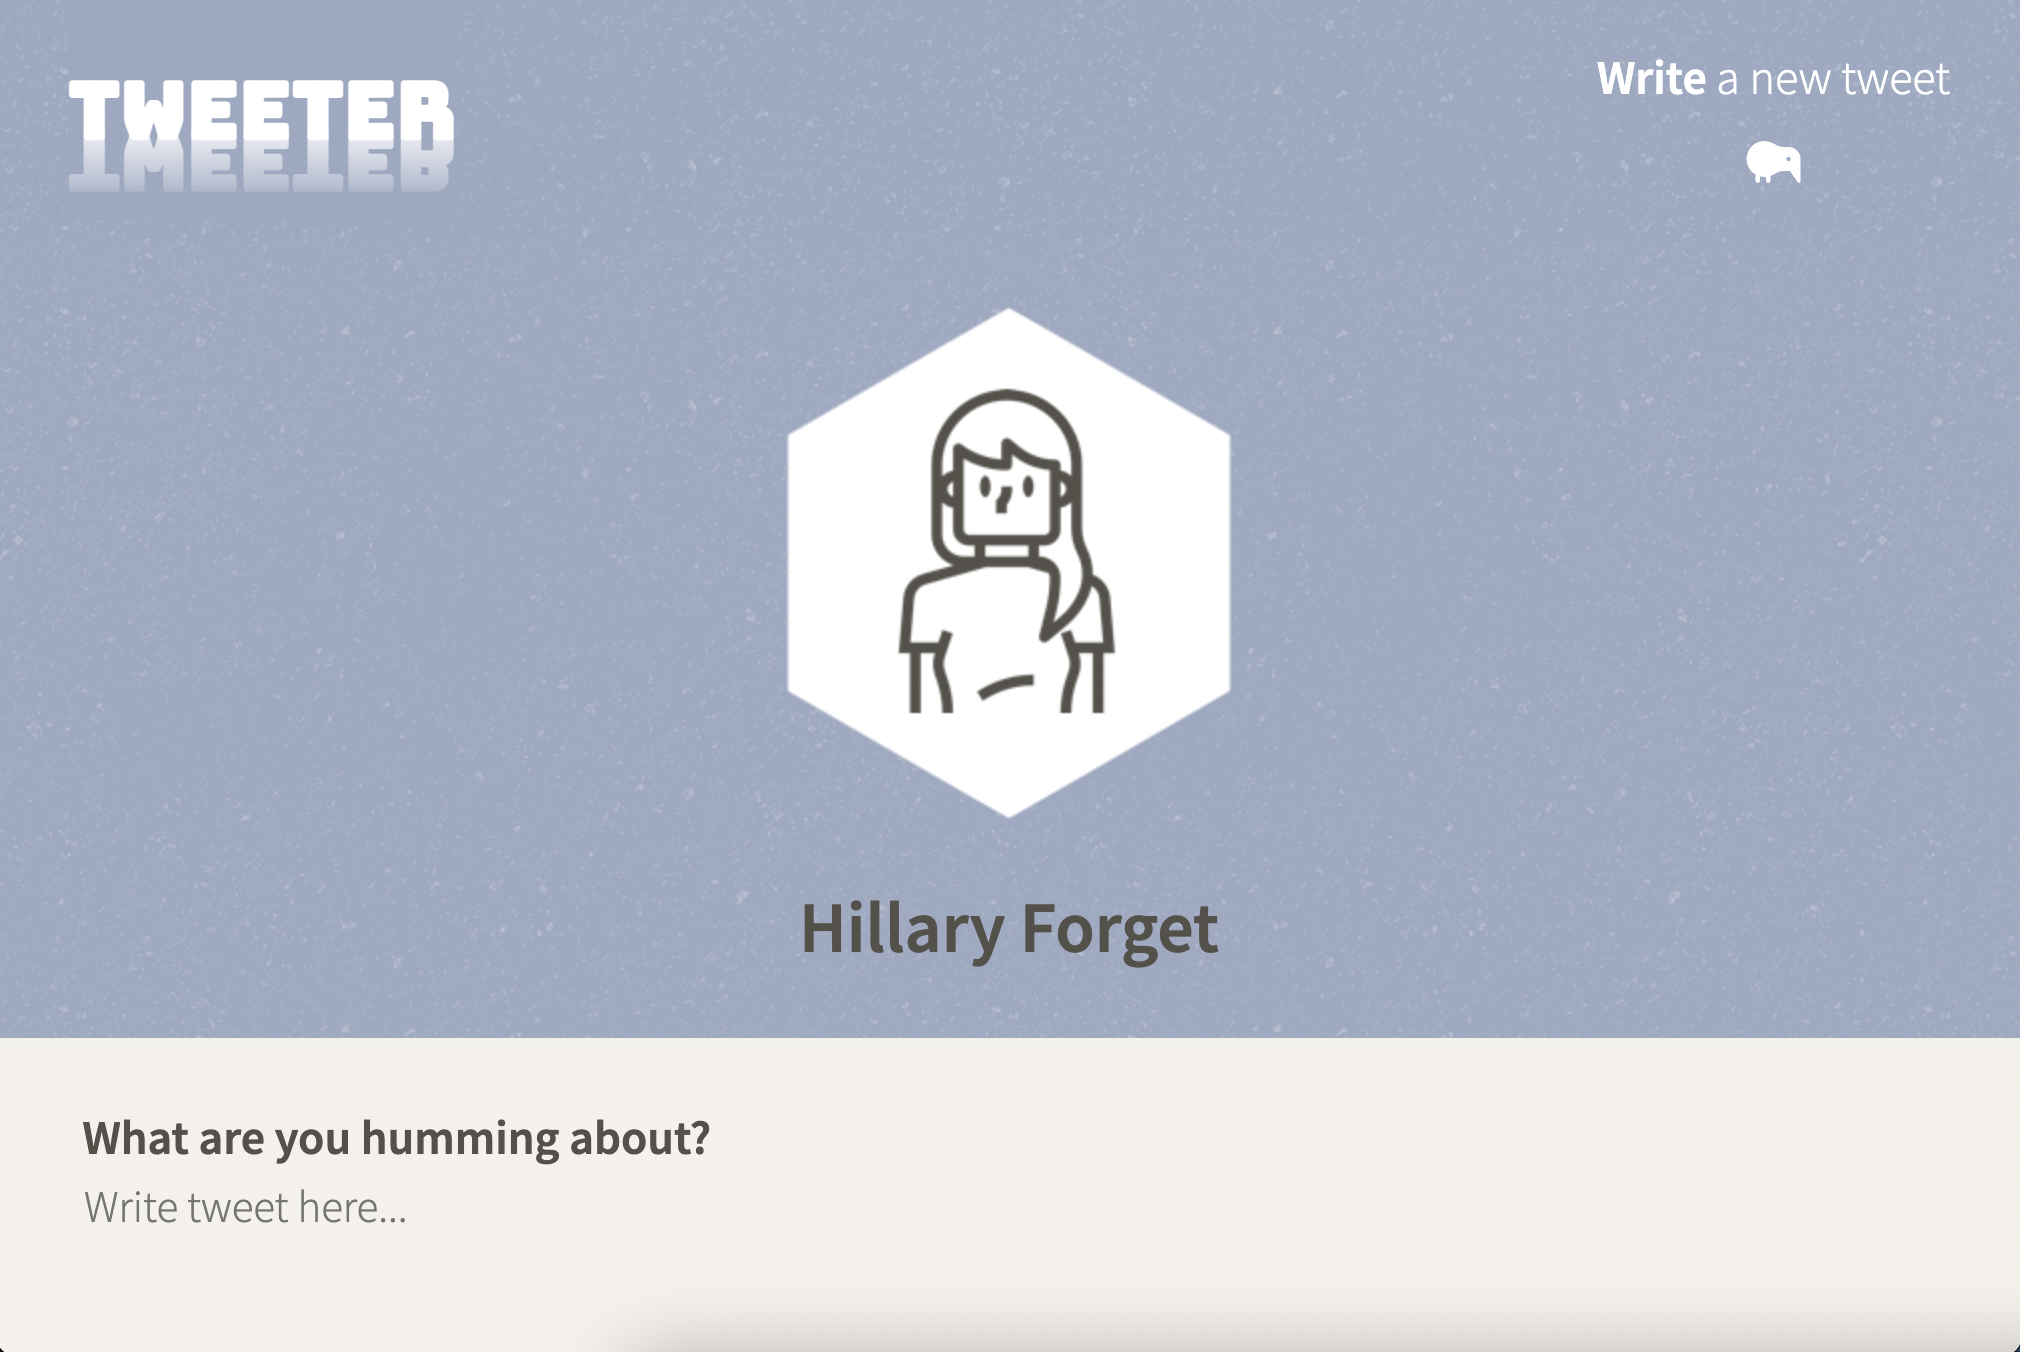 TWEETER
Write a new tweet
Hillary Forget
What are you humming about?
Write tweet here...